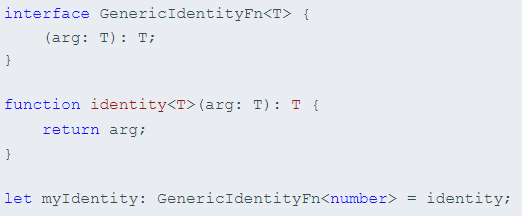 interface GenericIdentityFn<T> {
    (arg: T): T;
}

function identity<T>(arg: T): T {
    return arg;
}

let myIdentity: GenericIdentityFn<number> = identity;